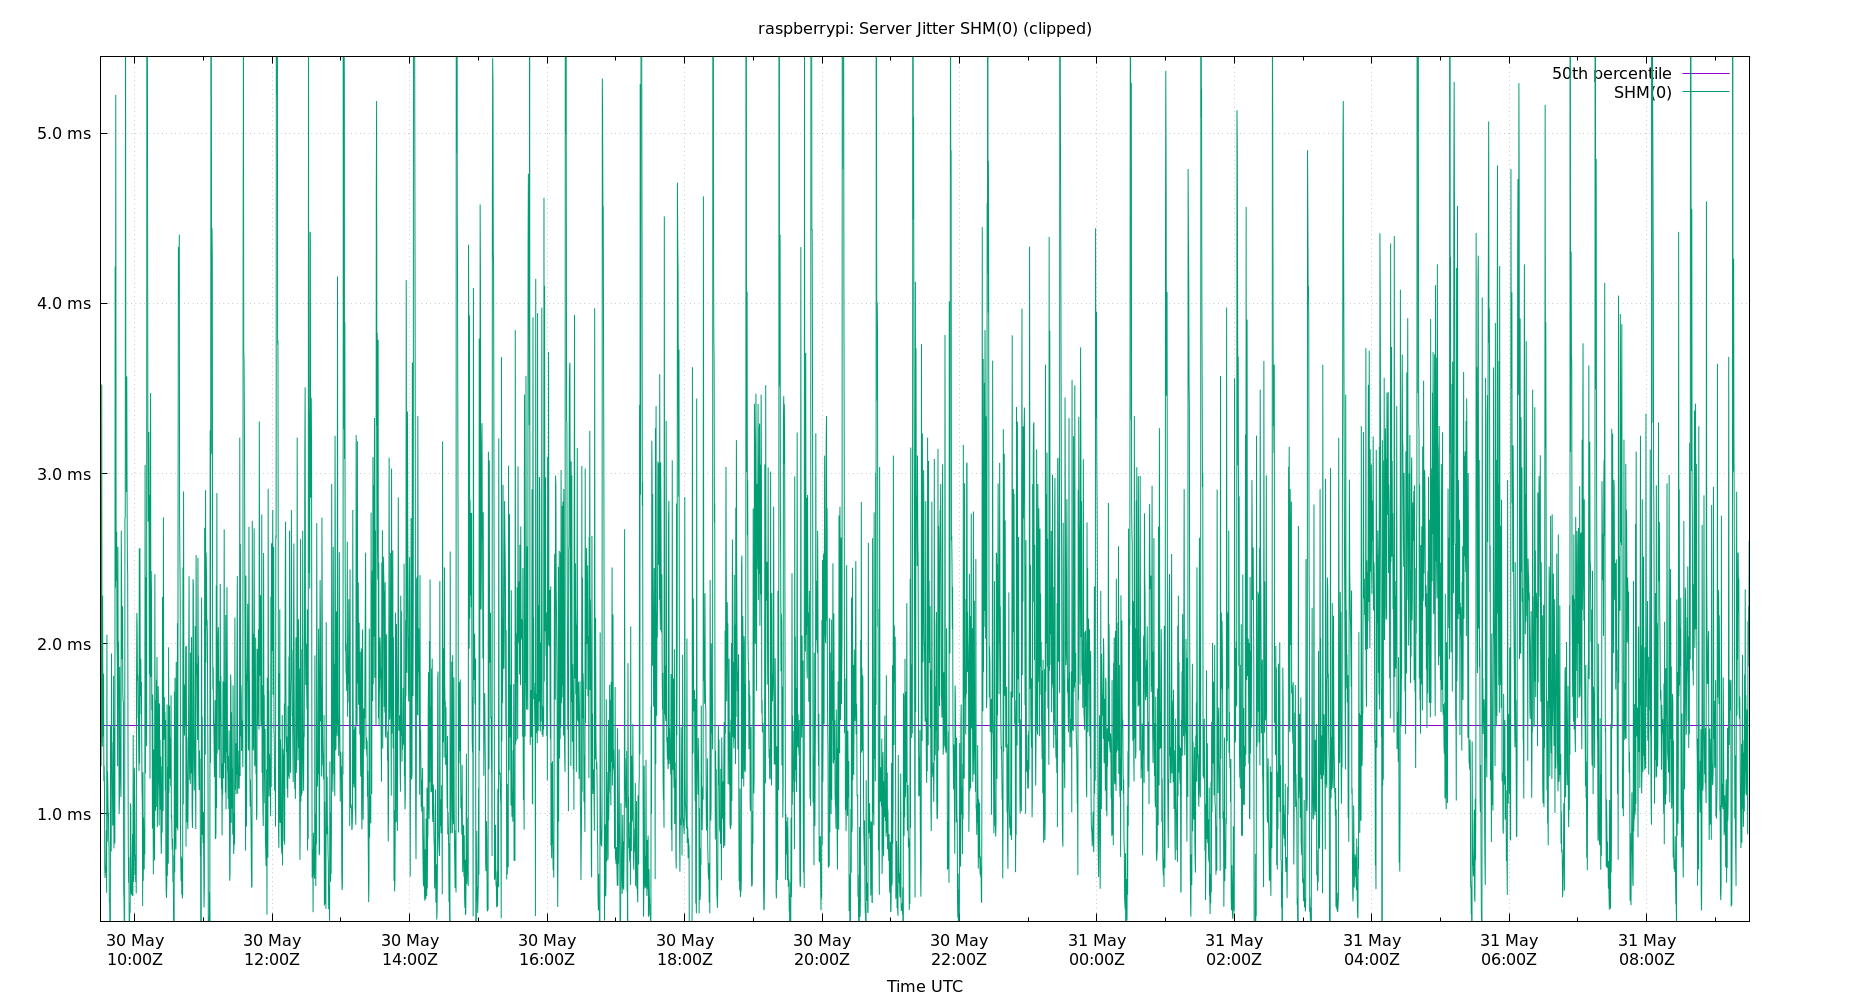 raspberrypi: Server Jitter SHM(0) (clipped)
50th percentile
SHM(0)
5.0 ms
4.0 ms
3.0 ms
2.0 ms
1.0 ms
30 May 30 May 30 May 30 May 30 May 30 May 30 May 31 May 31 May 31 May 31 May 31 May
10:00Z 12:00Z 14:00Z 16:00Z 18:00Z 20:00Z 22:00Z 00:00Z 02:00Z 04:00Z 06:00Z 08:00Z
Time UTC